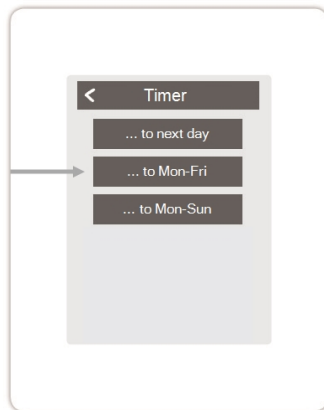 Timer
... to next day
... to Mon-Fri
... to Mon-Sun